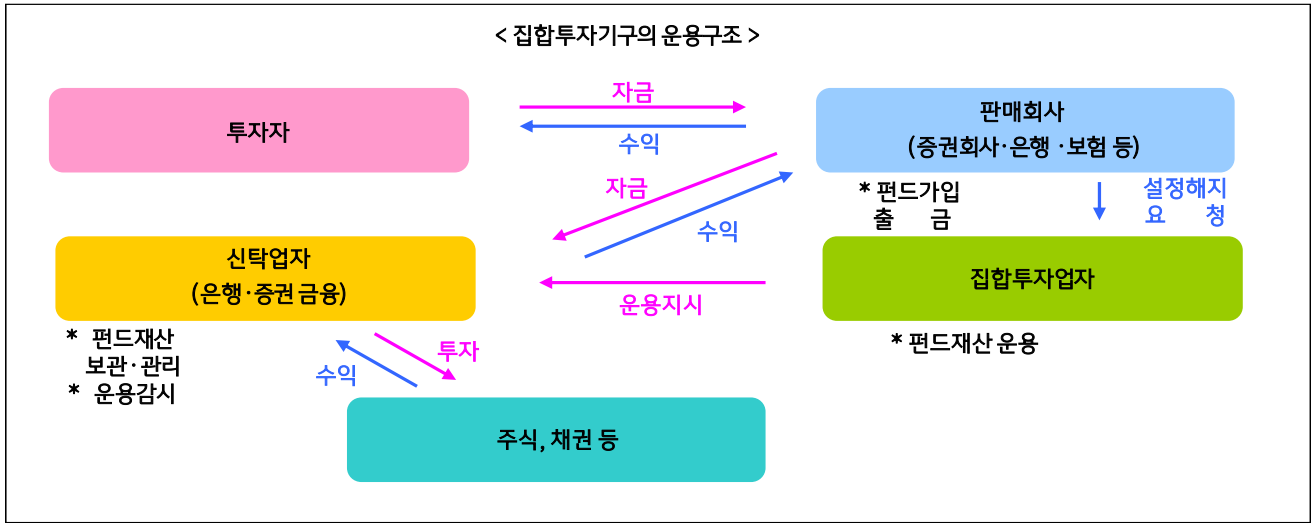 < 집합투자기구의 운용구조 >
자금
투자자
수익
판매회사
(증권회사·은행 ·보험 등)
자금
수익
* 펀드가입
출 금
설정해지
요 청
신탁업자
(은행·증권 금융)
운용지시
집합투자업자
* 펀드재산
보관·관리
* 운용감시
* 펀드재산 운용
투자
수익
주식, 채권 등